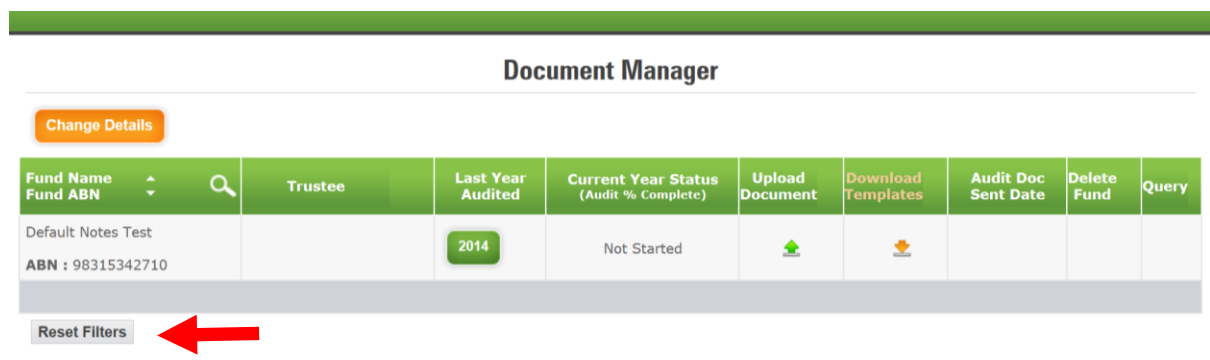 Document Manager
Change Details
Fund Name
Fund ABN
Trustee
Last Year
Audited
Current Year Status
(Audit % Complete)
Upload
Document
Download
Templates
Audit Doc
Sent Date
Delete
Fund
Query
Default Notes Test
ABN : 98315342710
2014
Not Started
Reset Filters